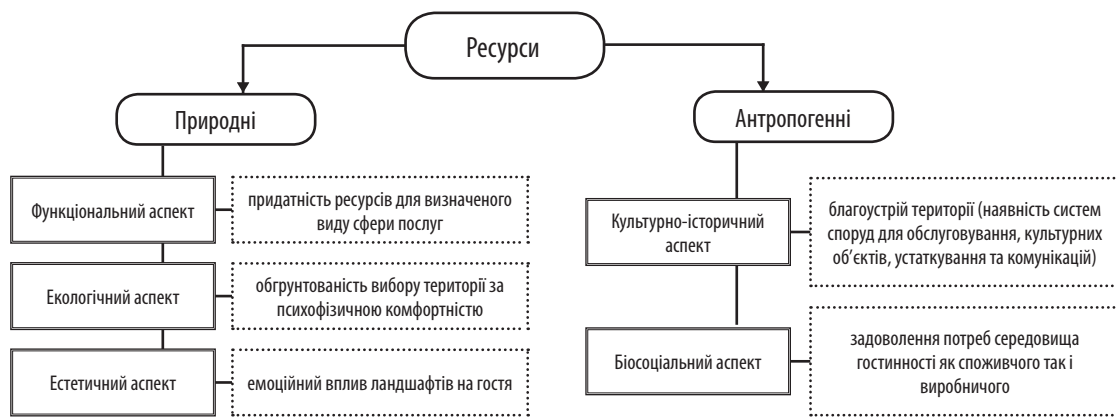 Ресурси
Природні
Антропогенні
Функціональний аспект
придатність ресурсів для визначеного
виду сфери послуг
Екологічний аспект
обгрунтованість вибору території за
психофізичною комфортністю
Естетичний аспект
емоційний вплив ландшафтів на гостя
Культурно-історичний
аспект
благоустрій території (наявність систем
споруд для обслуговування, культурних
об’єктів, устаткування та комунікацій)
Біосоціальний аспект
задоволення потреб середовища
гостинності як споживчого так і
виробничого